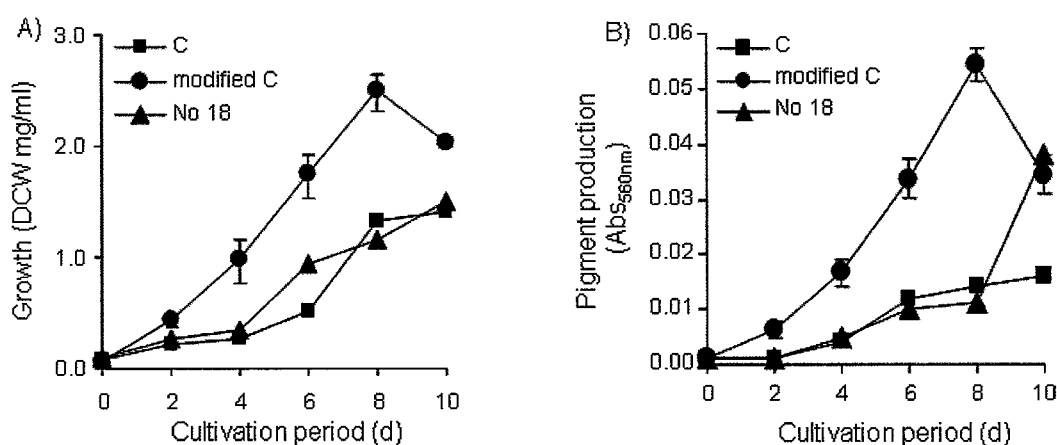 A)
Growth (DCW mg/ml)
3.0
2.0
1.0
0.0
C
modified C
No 18
0 2 4 6 8 10
Cultivation period (d)
B)
Pigment production
(Abs560nm)
0.06
0.05
0.04
0.03
0.02
0.01
0.00
C
modified C
No 18
0 2 4 6 8 10
Cultivation period (d)